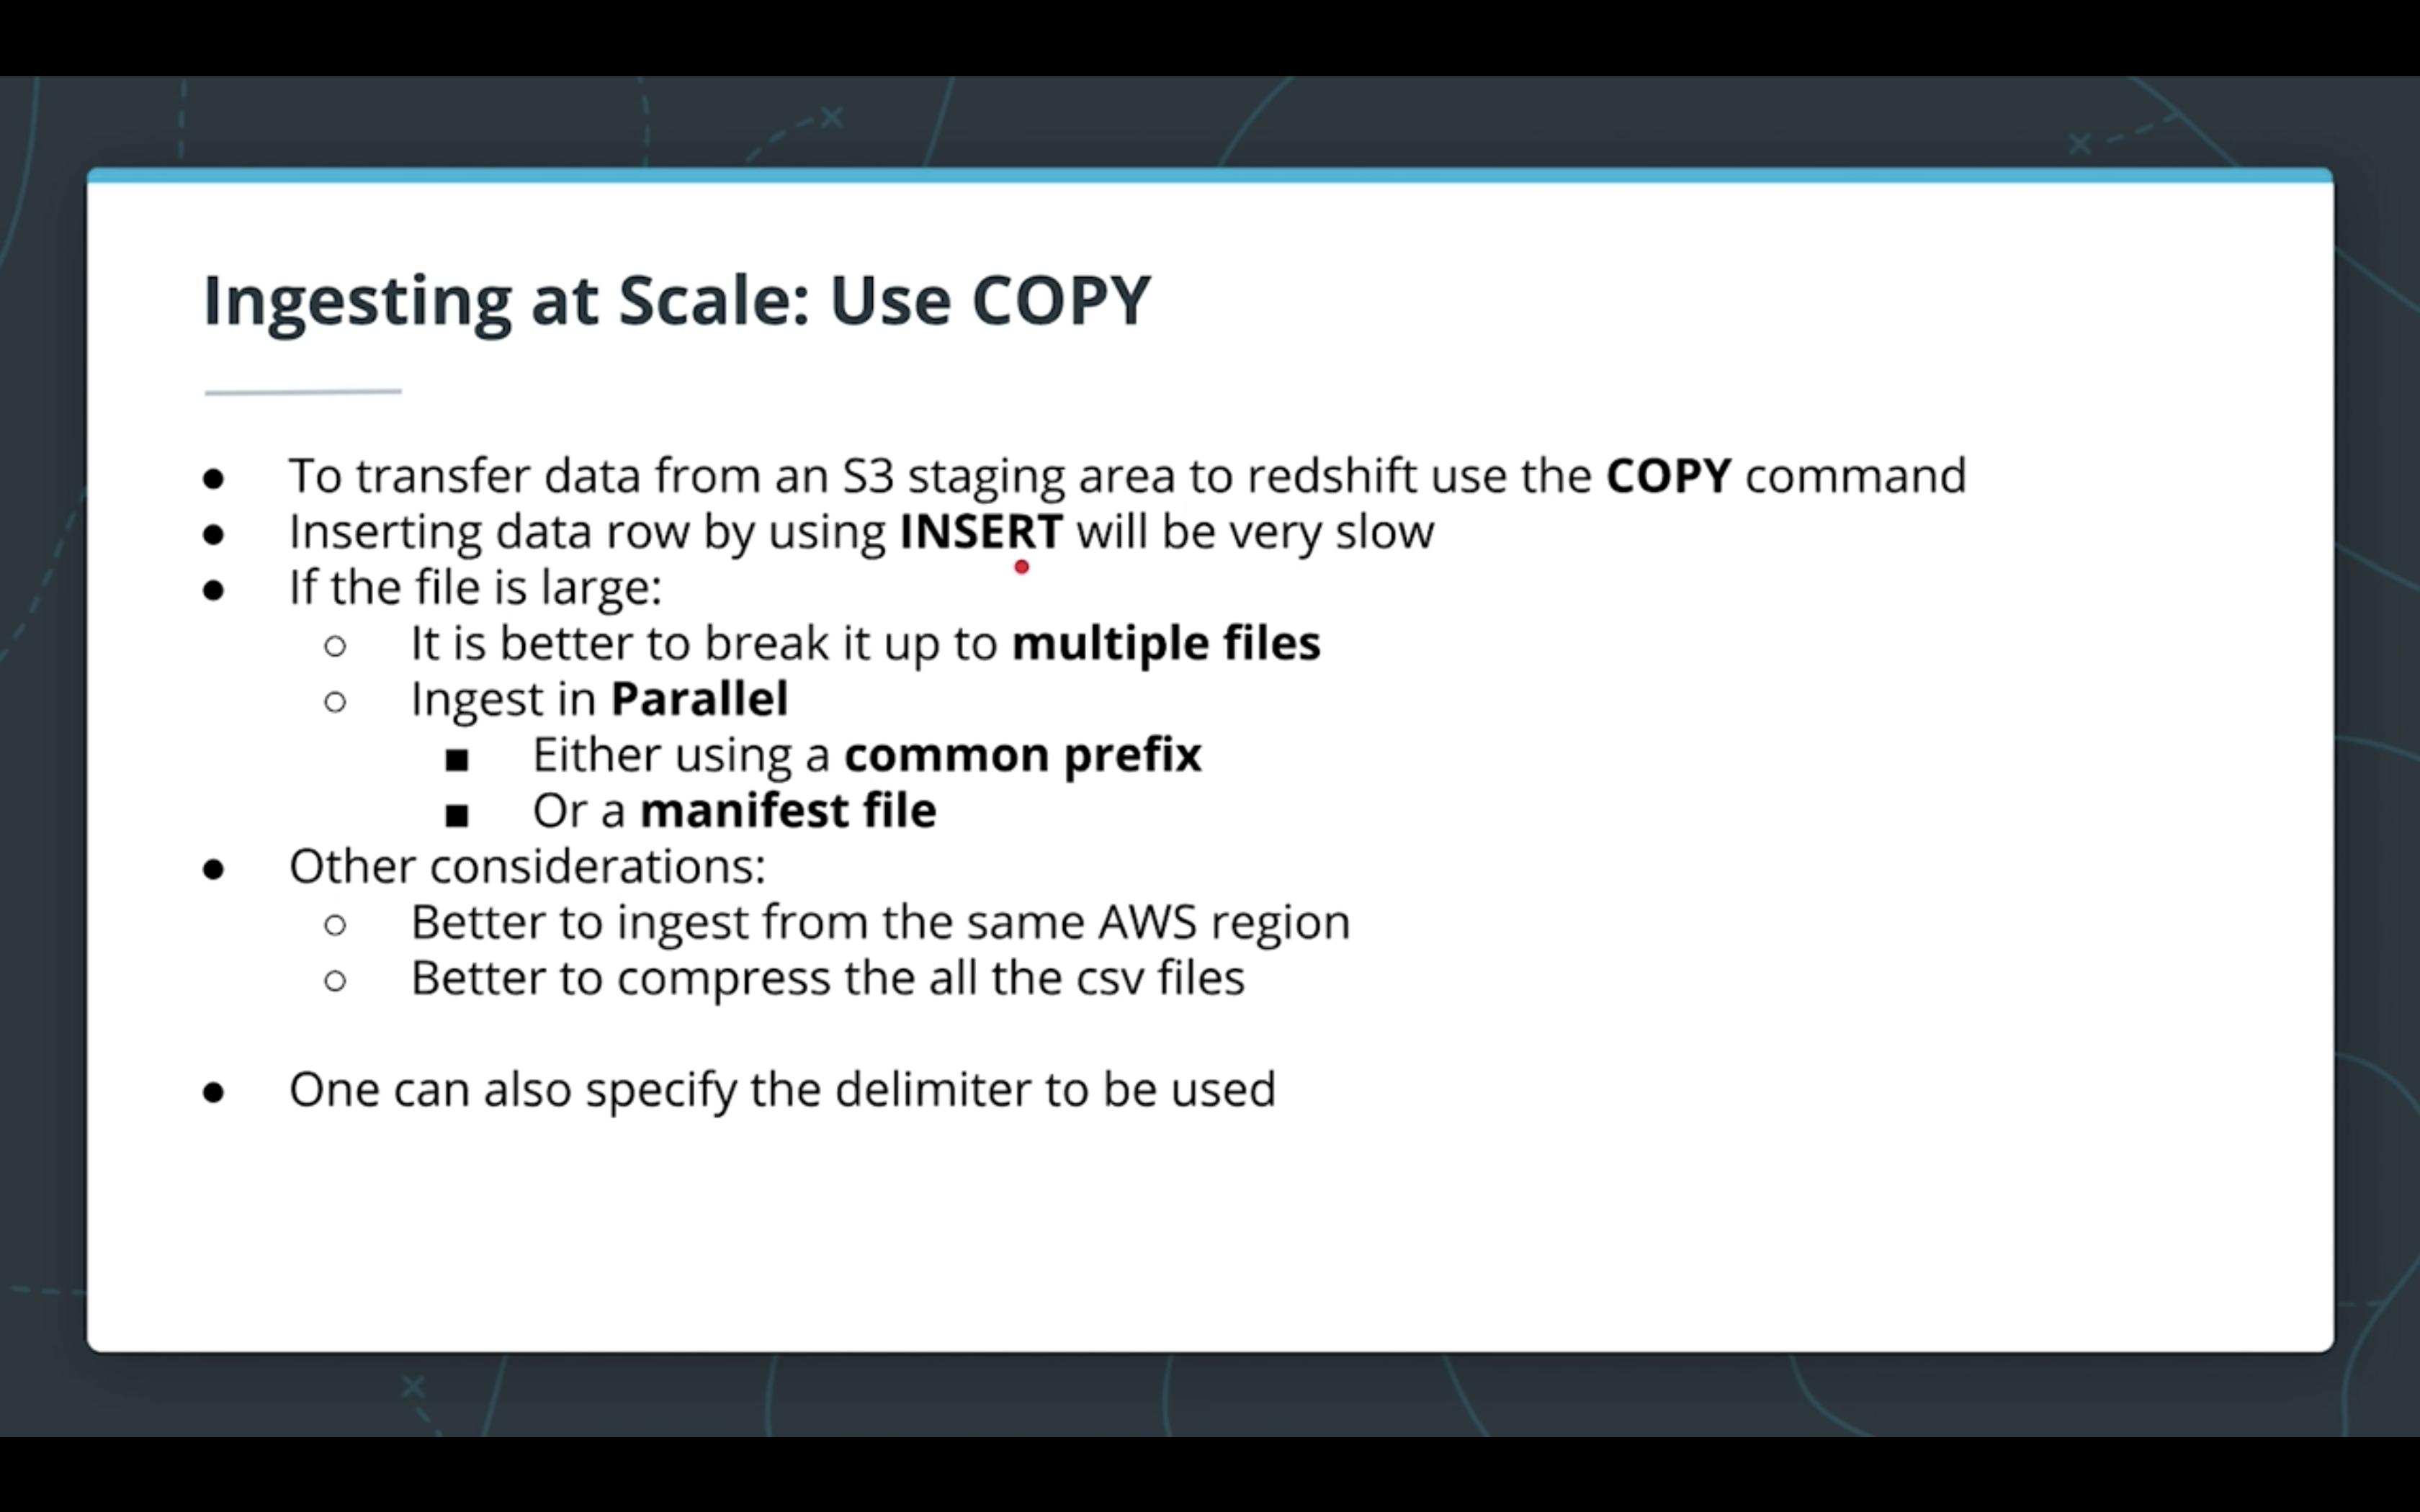 Ingesting at Scale: Use COPY
● To transfer data from an S3 staging area to redshift use the COPY command
● Inserting data row by using INSERT will be very slow
● If the file is large:
○ It is better to break it up to multiple files
○ Ingest in Parallel
■ Either using a common prefix
■ Or a manifest file
● Other considerations:
○ Better to ingest from the same AWS region
○ Better to compress the all the csv files
● One can also specify the delimiter to be used